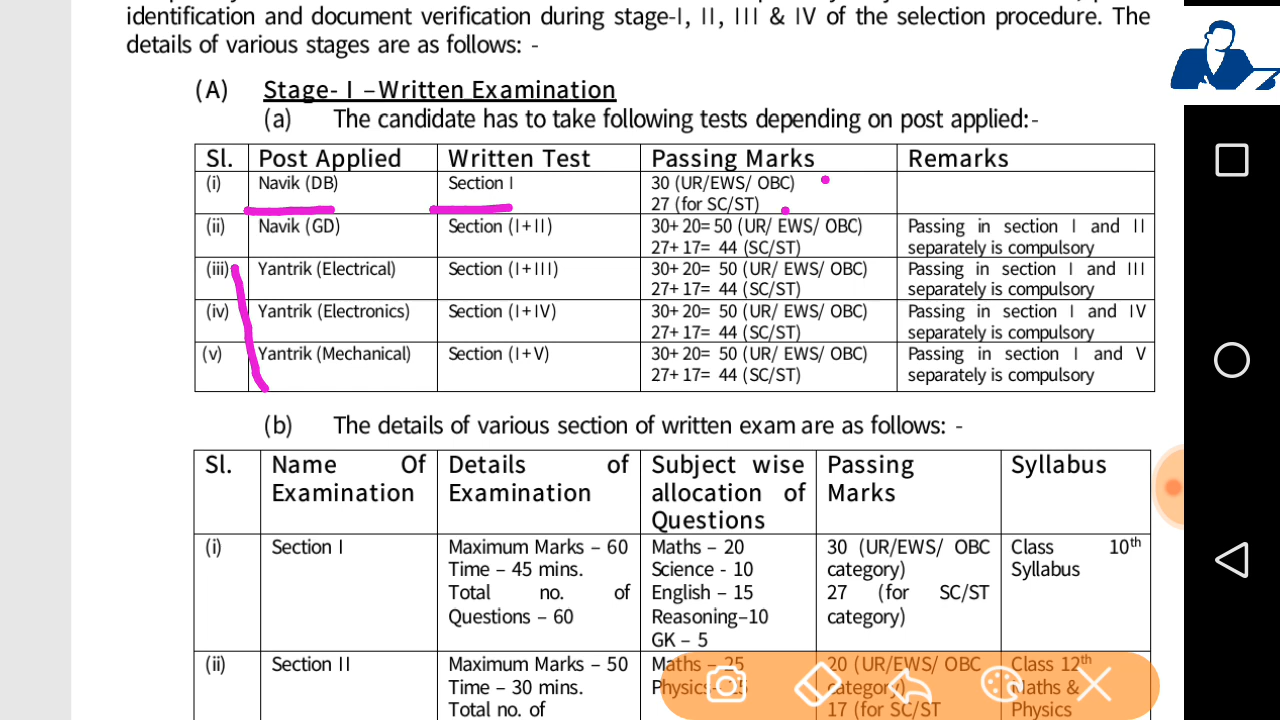 identification and document verification during stage-I, II, III & IV of the selection procedure. The
details of various stages are as follows: -
(A) Stage- I –Written Examination
(a) The candidate has to take following tests depending on post applied:-
Sl. Post Applied Written Test Passing Marks Remarks
(i) Navik (DB) Section I 30 (UR/EWS/ OBC)
27 (for SC/ST)
(ii) Navik (GD) Section (I+II) 30+ 20= 50 (UR/ EWS/ OBC) Passing in section I and II
27+ 17= 44 (SC/ST) separately is compulsory
(iii) Yantrik (Electrical) Section (I+III) 30+ 20= 50 (UR/ EWS/ OBC) Passing in section I and III
27+ 17= 44 (SC/ST) separately is compulsory
(iv) Yantrik (Electronics) Section (I+IV) 30+ 20= 50 (UR/ EWS/ OBC) Passing in section I and IV
27+ 17= 44 (SC/ST) separately is compulsory
(v) Yantrik (Mechanical) Section (I+V) 30+ 20= 50 (UR/ EWS/ OBC) Passing in section I and V
27+ 17= 44 (SC/ST) separately is compulsory
(b) The details of various section of written exam are as follows: -
Sl. Name Of Details of Subject wise Passing Syllabus
Examination Examination allocation of Marks
Questions
(i) Section I Maximum Marks – 60 Maths – 20 30 (UR/EWS/ OBC Class 10th
Time – 45 mins. Science - 10 category) Syllabus
Total no. of English – 15 27 (for SC/ST
Questions – 60 Reasoning–10 category)
GK – 5
(ii) Section II Maximum Marks – 50 Maths – 25 20 (UR/EWS/ OBC Class 12th
Time – 30 mins. Physics- category) Maths &
Total no. of 17 (for SC/ST Physics